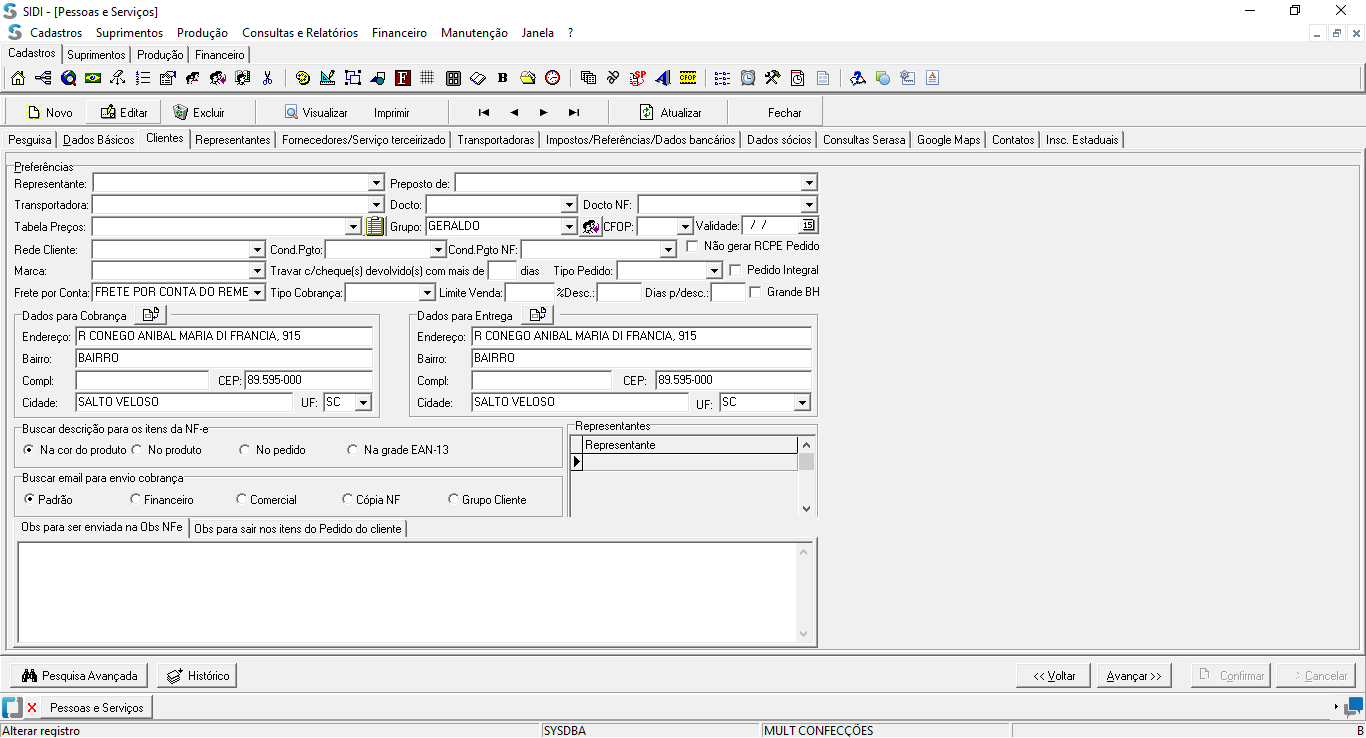 SIDI - [Pessoas e Serviços]
Cadastros Suprimentos Produção Consultas e Relatórios Financeiro Manutenção Janela ?
Cadastros Suprimentos Produção Financeiro
Novo Editar Excluir Visualizar Imprimir Atualizar Fechar
Pesquisa Dados Básicos Clientes Representantes Fornecedores/Serviço terceirizado Transportadoras Impostos/Referências/Dados bancários Dados sócios Consultas Serasa Google Maps Contatos Insc. Estaduais
Preferências
Representante: Preposto de:
Transportadora: Docto: Docto NF:
Tabela Preços: Grupo: GERALDO CFOP: Validade: / / 15
Rede Cliente: Cond.Pgto: Cond.Pgto NF: Não gerar RCPE Pedido
Marca: Travar c/cheque(s) devolvido(s) com mais de dias Tipo Pedido: Pedido Integral
Frete por Conta: FRETE POR CONTA DO REME Tipo Cobrança: Limite Venda: %Desc.: Dias p/desc.: Grande BH
Dados para Cobrança
Endereço: R CONEGO ANIBAL MARIA DI FRANCIA, 915
Bairro: BAIRRO
Compl: CEP: 89.595-000
Cidade: SALTO VELOSO UF: SC
Dados para Entrega
Endereço: R CONEGO ANIBAL MARIA DI FRANCIA, 915
Bairro: BAIRRO
Compl: CEP: 89.595-000
Cidade: SALTO VELOSO UF: SC
Buscar descrição para os itens da NF-e
Na cor do produto No produto No pedido Na grade EAN-13
Buscar email para envio cobrança
Padrão Financeiro Comercial Cópia NF Grupo Cliente
Representantes
Representante
Obs para ser enviada na Obs NFe Obs para sair nos itens do Pedido do cliente
Pesquisa Avançada Histórico << Voltar Avançar >> Confirmar Cancelar
Pessoas e Serviços
Alterar registro SYSDBA MULT CONFECÇÕES B